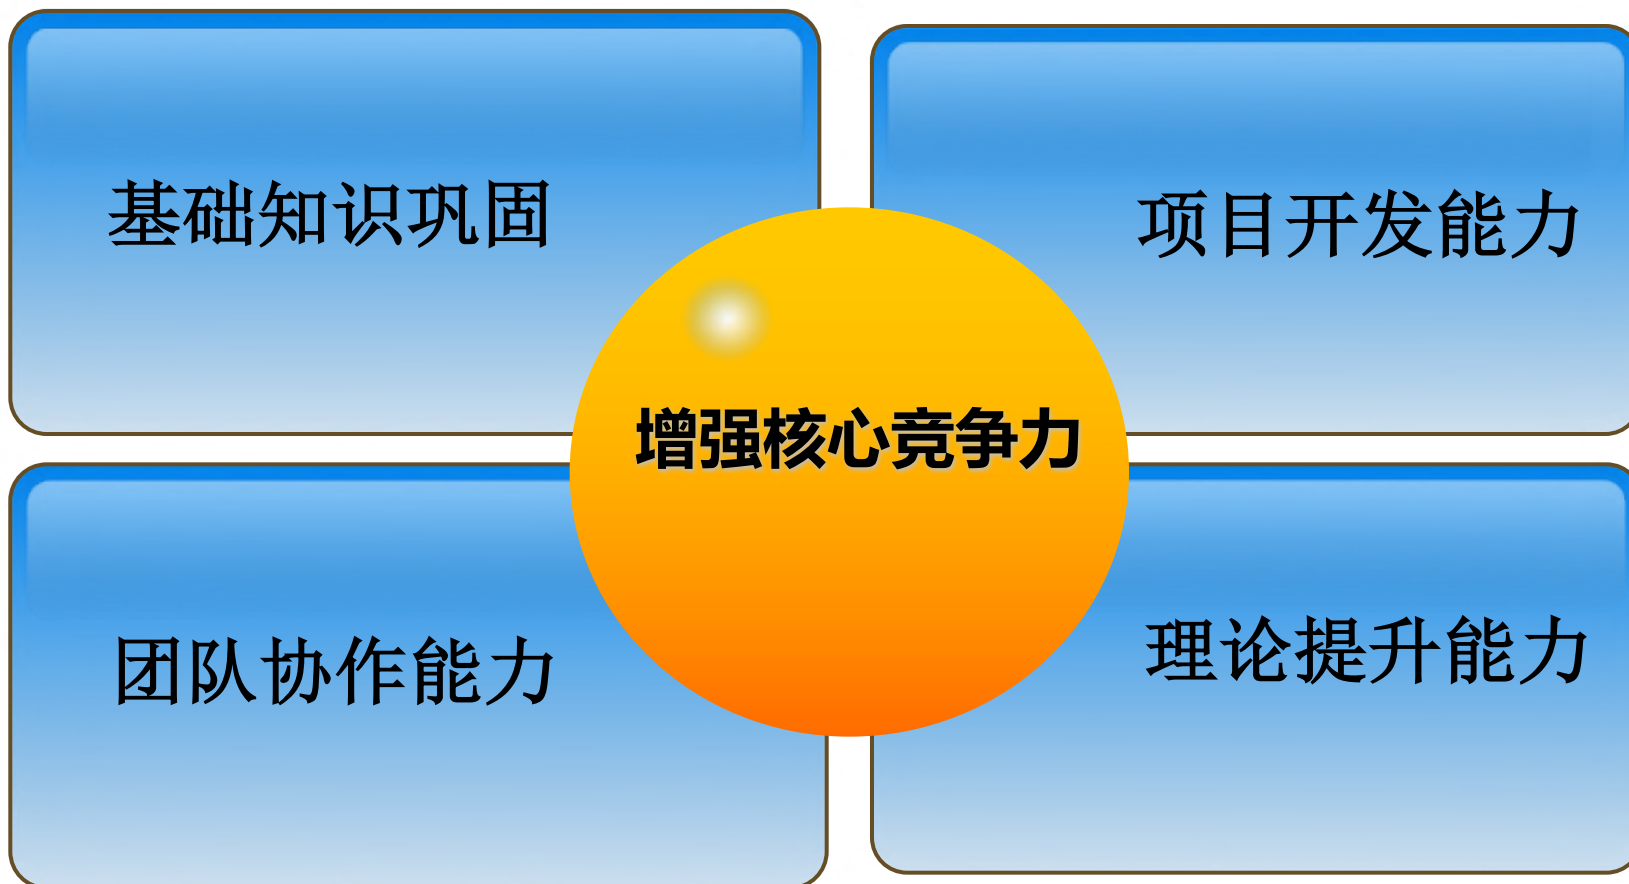 基础知识巩固
项目开发能力
增强核心竞争力
团队协作能力
理论提升能力